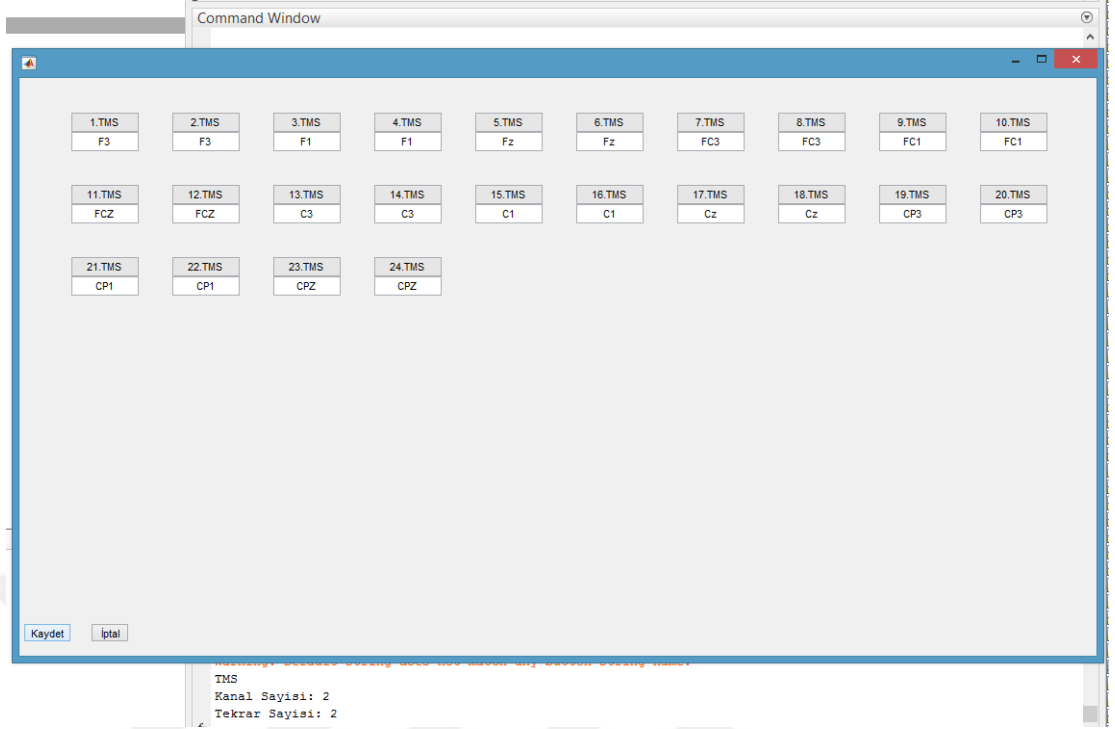 Command Window
1.TMS 2.TMS 3.TMS 4.TMS 5.TMS 6.TMS 7.TMS 8.TMS 9.TMS 10.TMS
F3 F3 F1 F1 Fz Fz FC3 FC3 FC1 FC1
11.TMS 12.TMS 13.TMS 14.TMS 15.TMS 16.TMS 17.TMS 18.TMS 19.TMS 20.TMS
FCZ FCZ C3 C3 C1 C1 Cz Cz CP3 CP3
21.TMS 22.TMS 23.TMS 24.TMS
CP1 CP1 CPZ CPZ
Kaydet İptal
TMS
Kanal Sayisi: 2
Tekrar Sayisi: 2